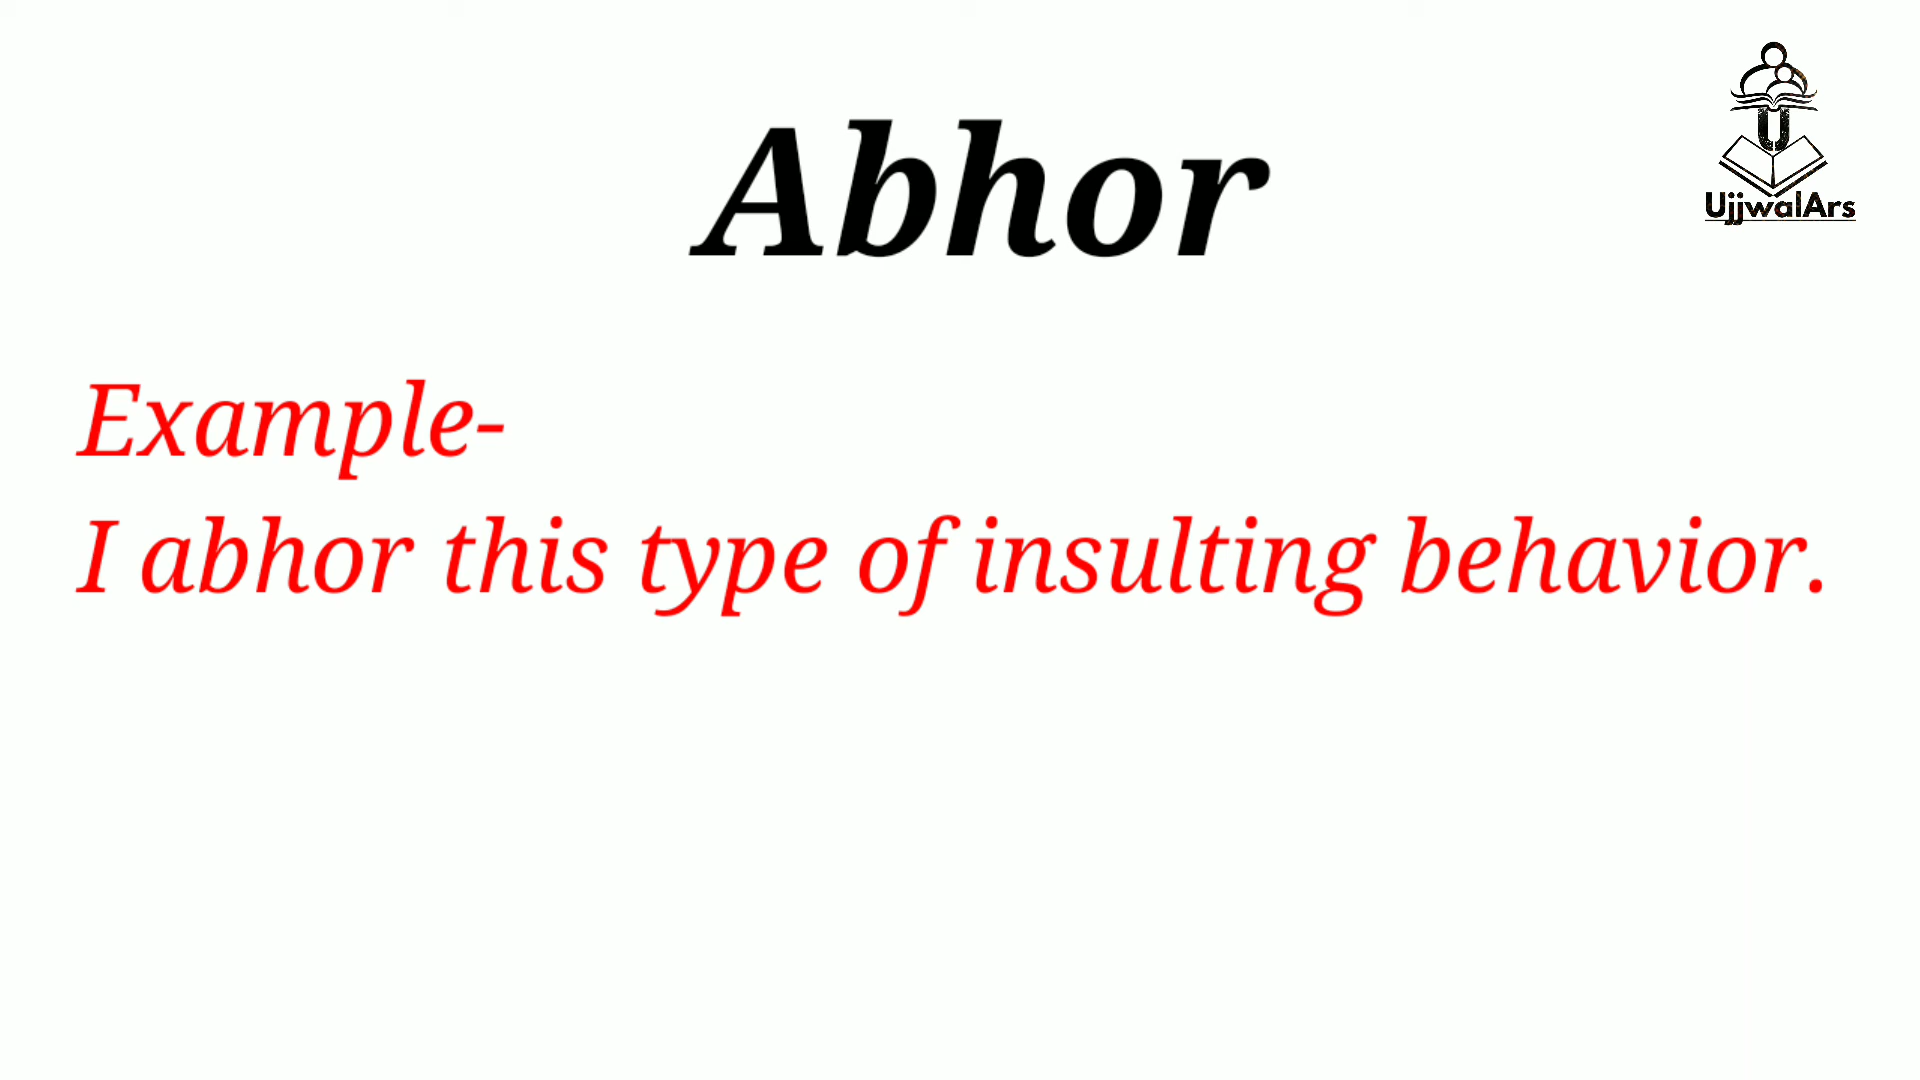 Abhor
U
UjjwalArs
Example-
I abhor this type of insulting behavior.